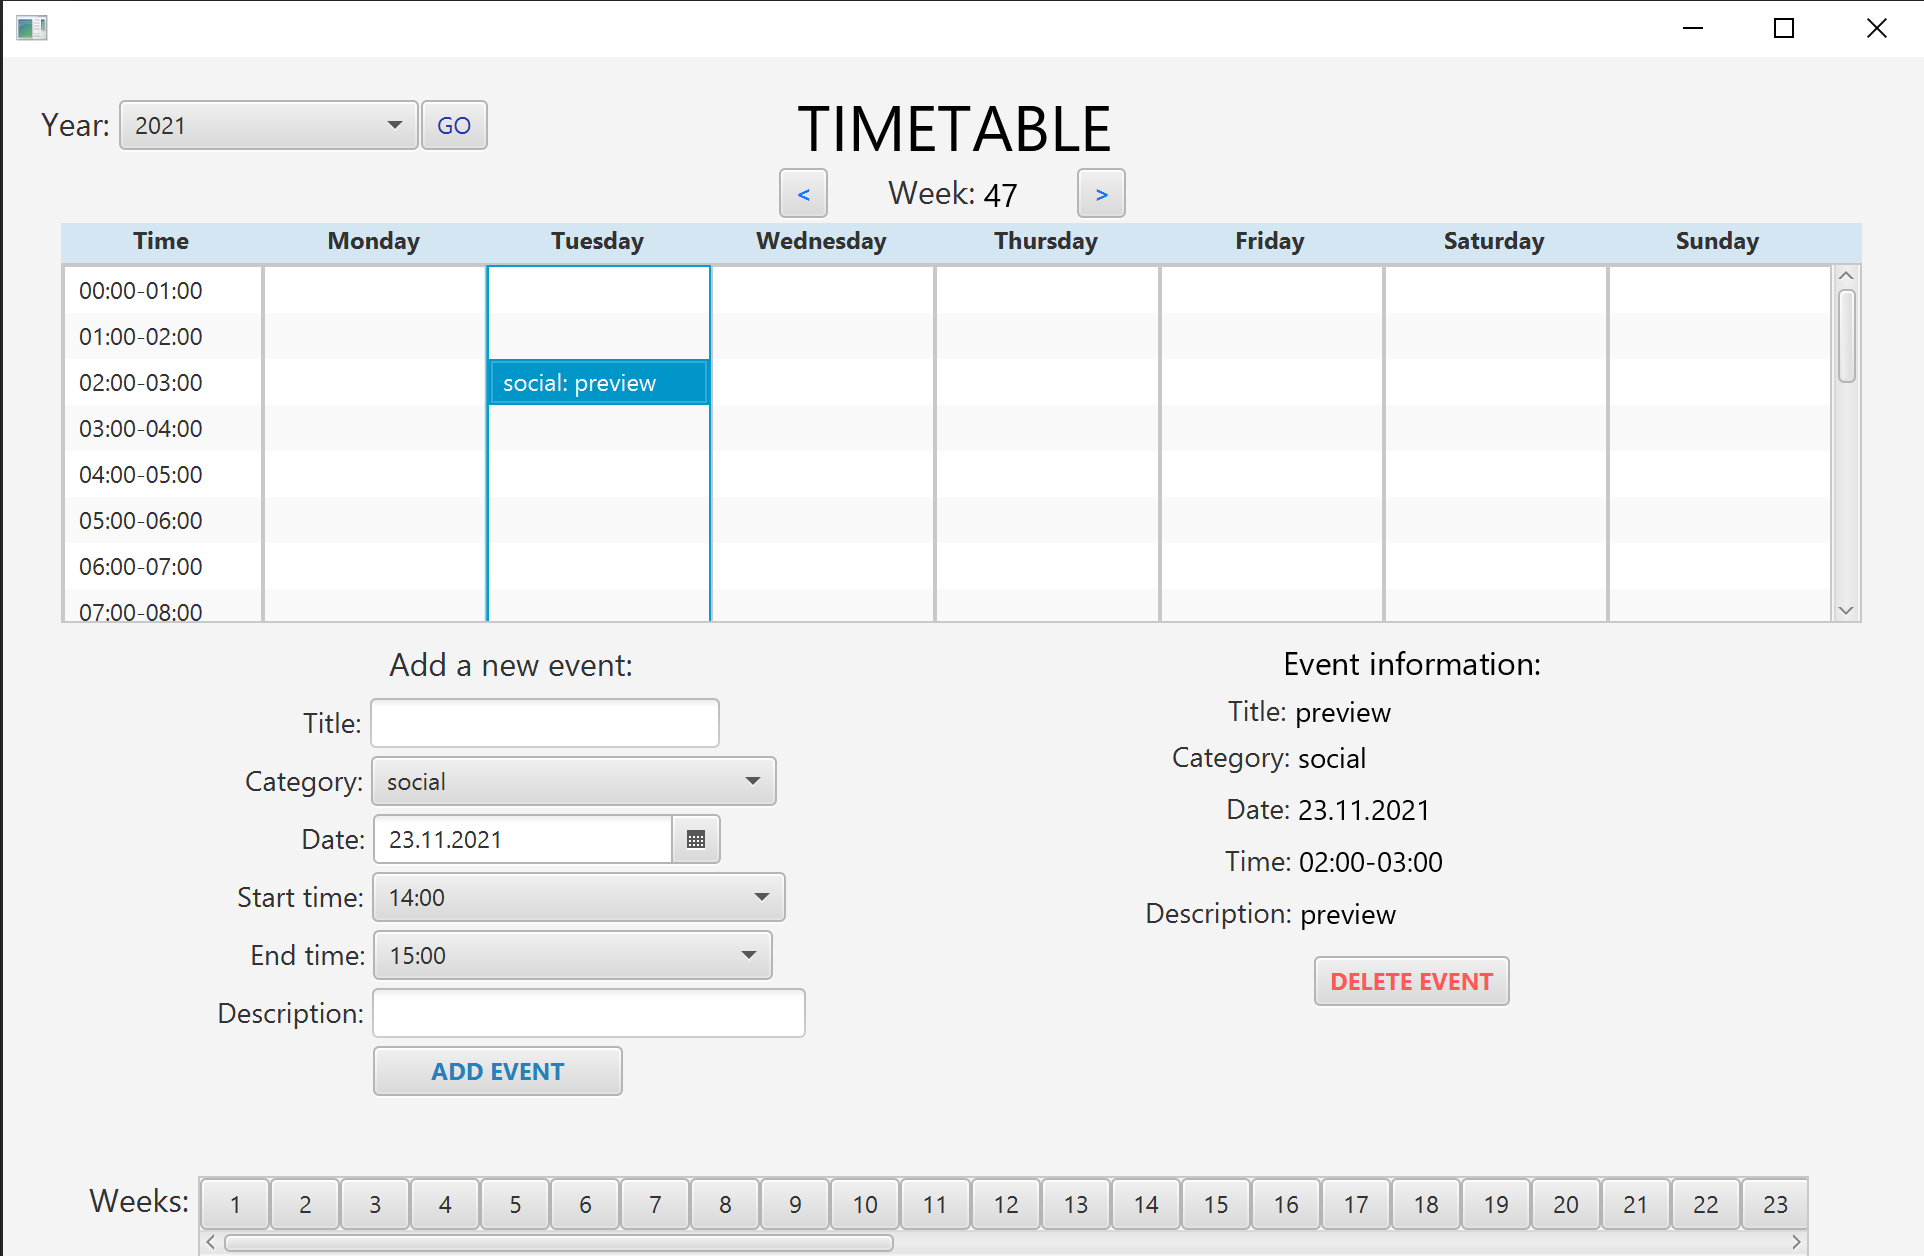 Year: 2021 GO
TIMETABLE
< Week: 47 >
Time Monday Tuesday Wednesday Thursday Friday Saturday Sunday
00:00-01:00
01:00-02:00
02:00-03:00 social: preview
03:00-04:00
04:00-05:00
05:00-06:00
06:00-07:00
07:00-08:00
Add a new event:
Title:
Category: social
Date: 23.11.2021
Start time: 14:00
End time: 15:00
Description:
ADD EVENT
Event information:
Title: preview
Category: social
Date: 23.11.2021
Time: 02:00-03:00
Description: preview
DELETE EVENT
Weeks: 1 2 3 4 5 6 7 8 9 10 11 12 13 14 15 16 17 18 19 20 21 22 23